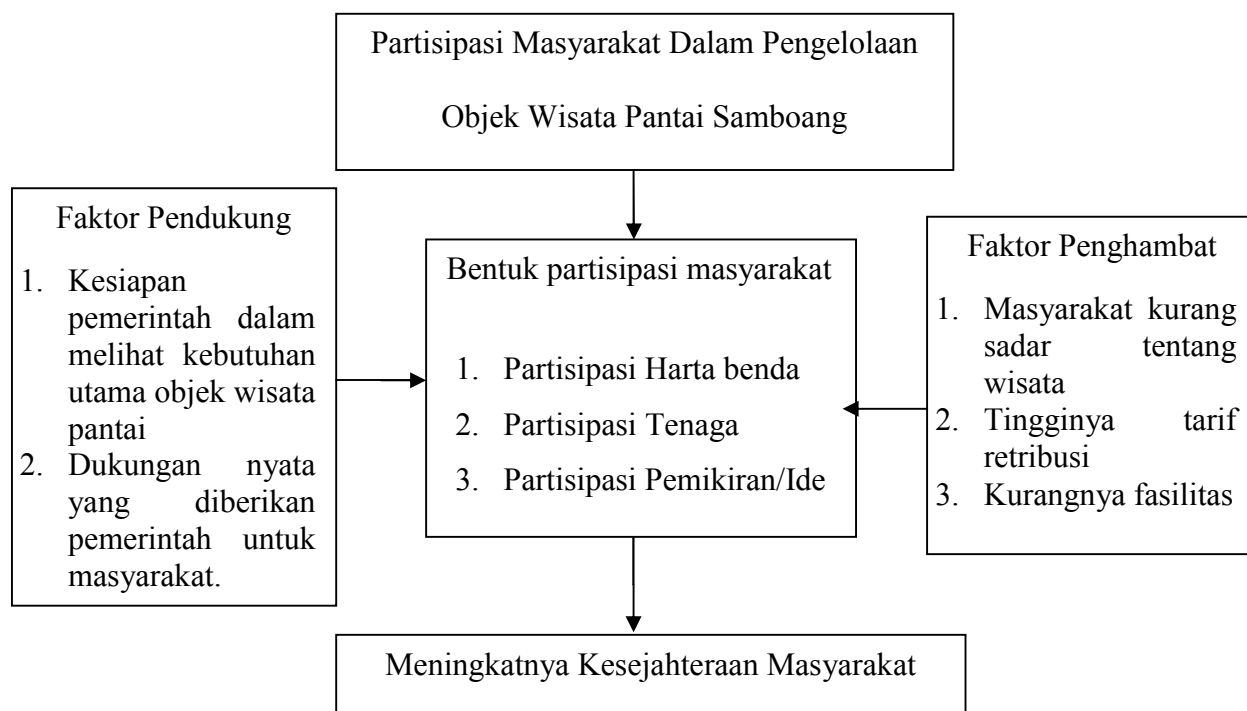 Partisipasi Masyarakat Dalam Pengelolaan
Objek Wisata Pantai Samboang
Faktor Pendukung
1. Kesiapan
pemerintah dalam
melihat kebutuhan
utama objek wisata
pantai
2. Dukungan nyata
yang diberikan
pemerintah untuk
masyarakat.
Bentuk partisipasi masyarakat
1. Partisipasi Harta benda
2. Partisipasi Tenaga
3. Partisipasi Pemikiran/Ide
Faktor Penghambat
1. Masyarakat kurang
sadar tentang
wisata
2. Tingginya tarif
retribusi
3. Kurangnya fasilitas
Meningkatnya Kesejahteraan Masyarakat